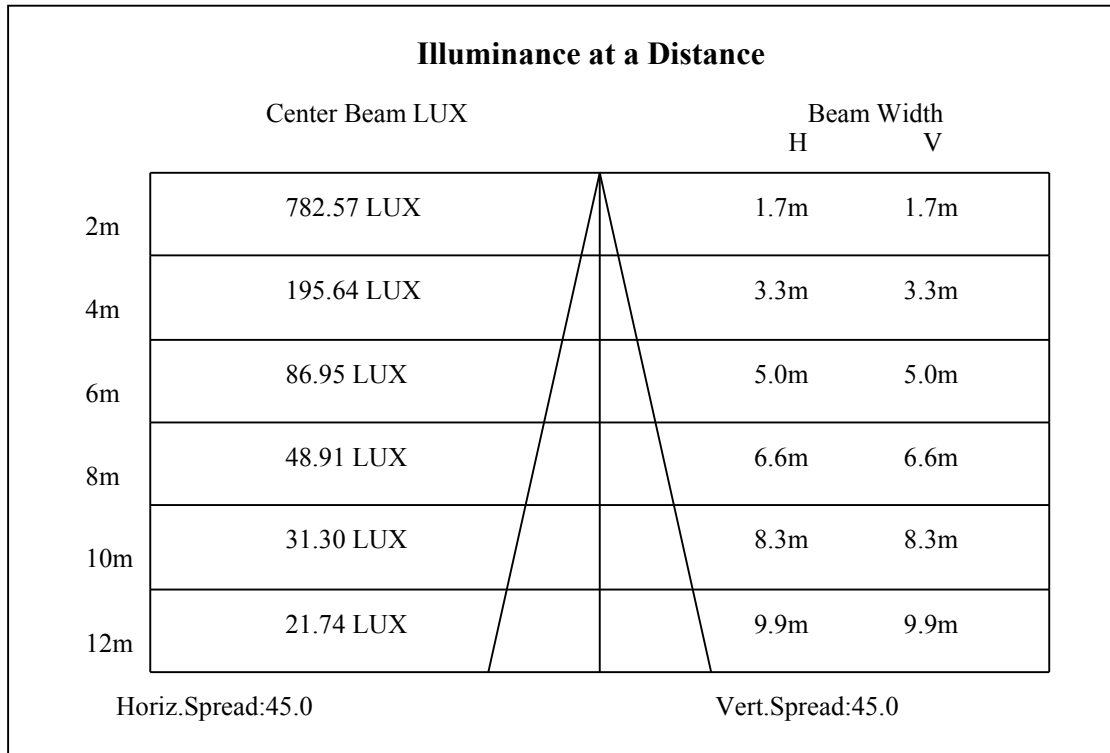 Illuminance at a Distance
Center Beam LUX Beam Width
H V
2m 782.57 LUX 1.7m 1.7m
4m 195.64 LUX 3.3m 3.3m
6m 86.95 LUX 5.0m 5.0m
8m 48.91 LUX 6.6m 6.6m
10m 31.30 LUX 8.3m 8.3m
12m 21.74 LUX 9.9m 9.9m
Horiz.Spread:45.0 Vert.Spread:45.0